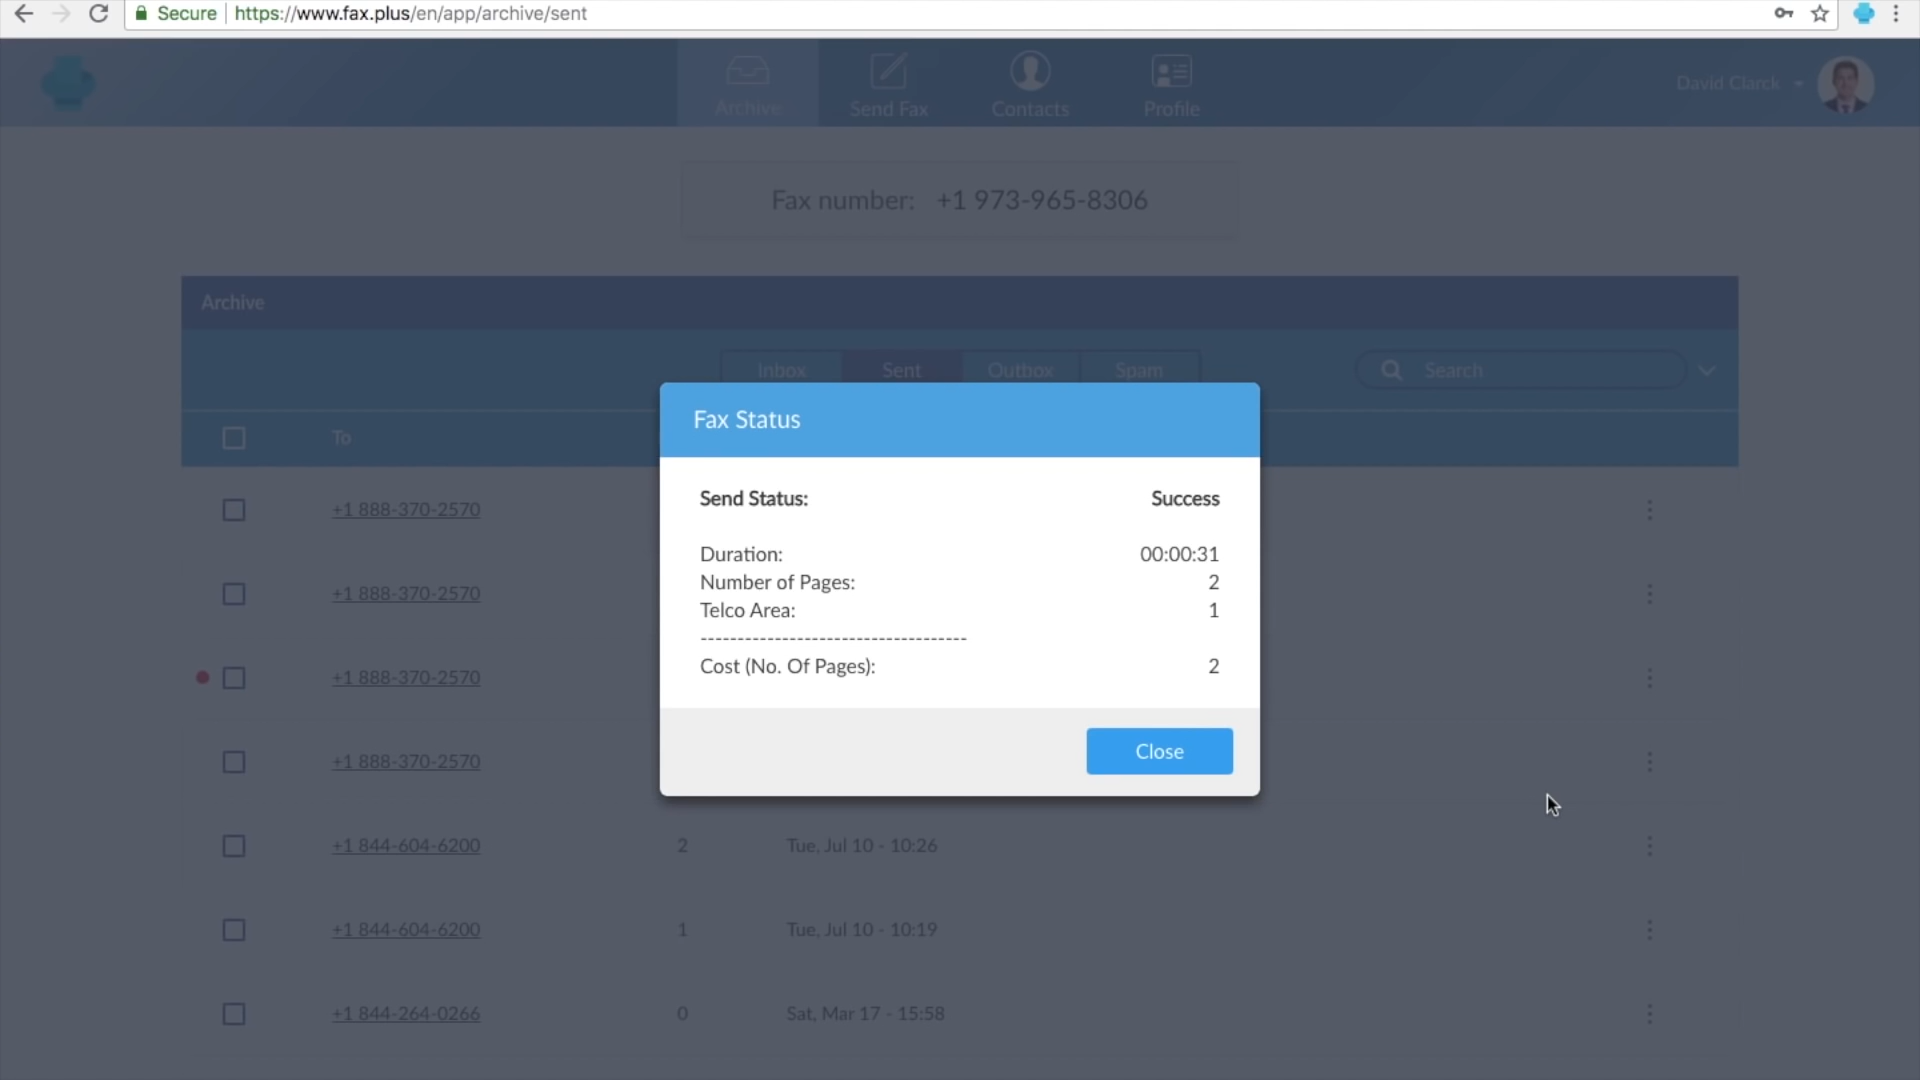 Secure https://www.fax.plus/en/app/archive/sent
Archive Send Fax Contacts Profile David Clarck
Fax number: +1 973-965-8306
Archive
Inbox Sent Outbox Spam Search
To
Fax Status
Send Status: Success
Duration: 00:00:31
Number of Pages: 2
Telco Area: 1
------------------------------------
Cost (No. Of Pages): 2
Close
+1 888-370-2570
+1 888-370-2570
+1 888-370-2570
+1 888-370-2570
+1 844-604-6200 2 Tue, Jul 10 - 10:26
+1 844-604-6200 1 Tue, Jul 10 - 10:19
+1 844-264-0266 0 Sat, Mar 17 - 15:58